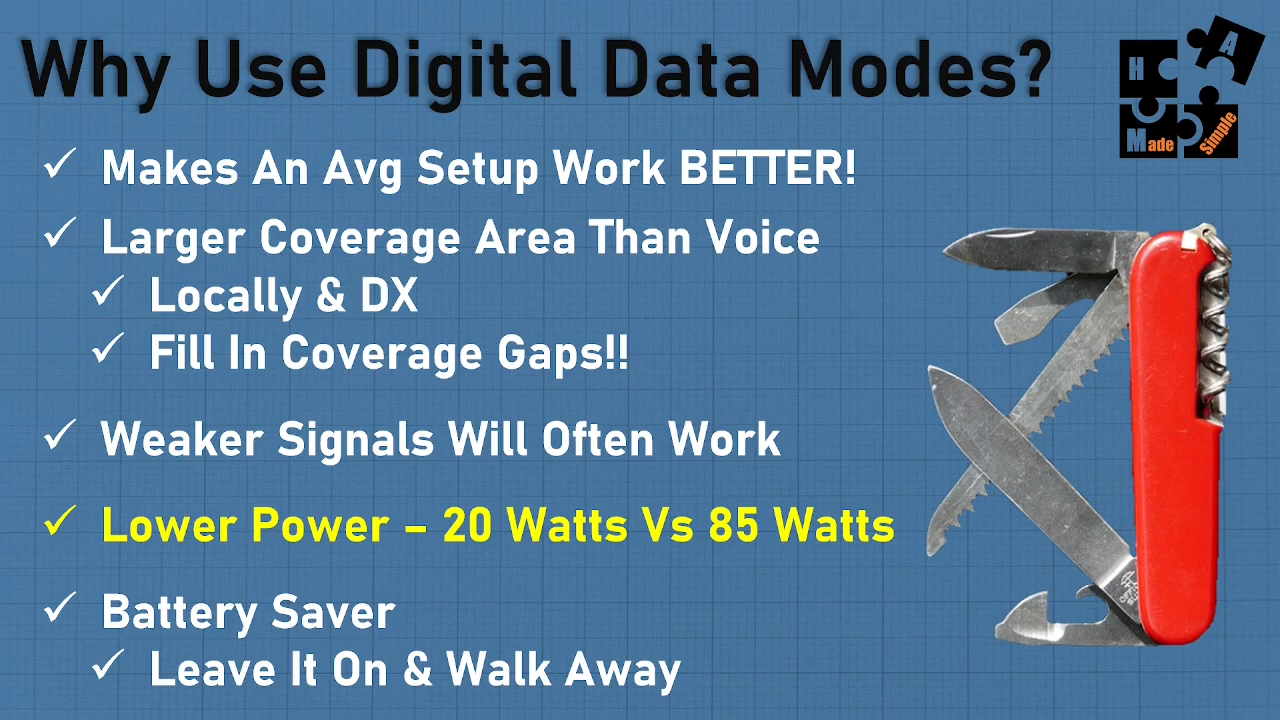 Why Use Digital Data Modes?
H A
Made Simple
Makes An Avg Setup Work BETTER!
Larger Coverage Area Than Voice
Locally & DX
Fill In Coverage Gaps!!
Weaker Signals Will Often Work
Lower Power – 20 Watts Vs 85 Watts
Battery Saver
Leave It On & Walk Away